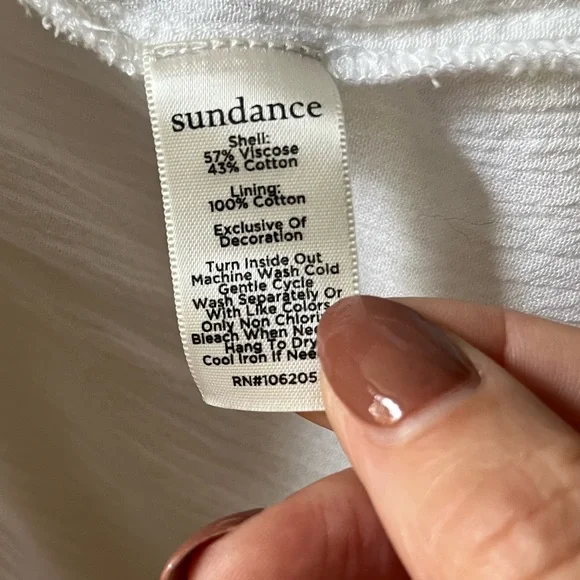 sundance
Shell:
57% Viscose
43% Cotton
Lining:
100% Cotton
Exclusive Of
Decoration
Turn Inside Out
Machine Wash Cold
Gentle Cycle
Wash Separately Or
With Like Colors
Only Non
Bleach When
Hang To Dry
Cool Iron If
RN#106205